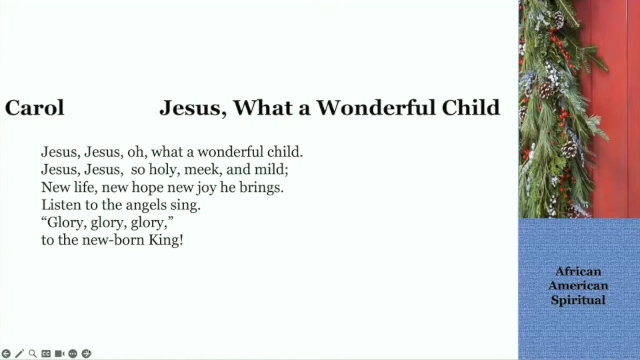 Carol Jesus, What a Wonderful Child
Jesus, Jesus, oh, what a wonderful child.
Jesus, Jesus, so holy, meek, and mild;
New life, new hope new joy he brings.
Listen to the angels sing.
“Glory, glory, glory,”
to the new-born King!
African
American
Spiritual